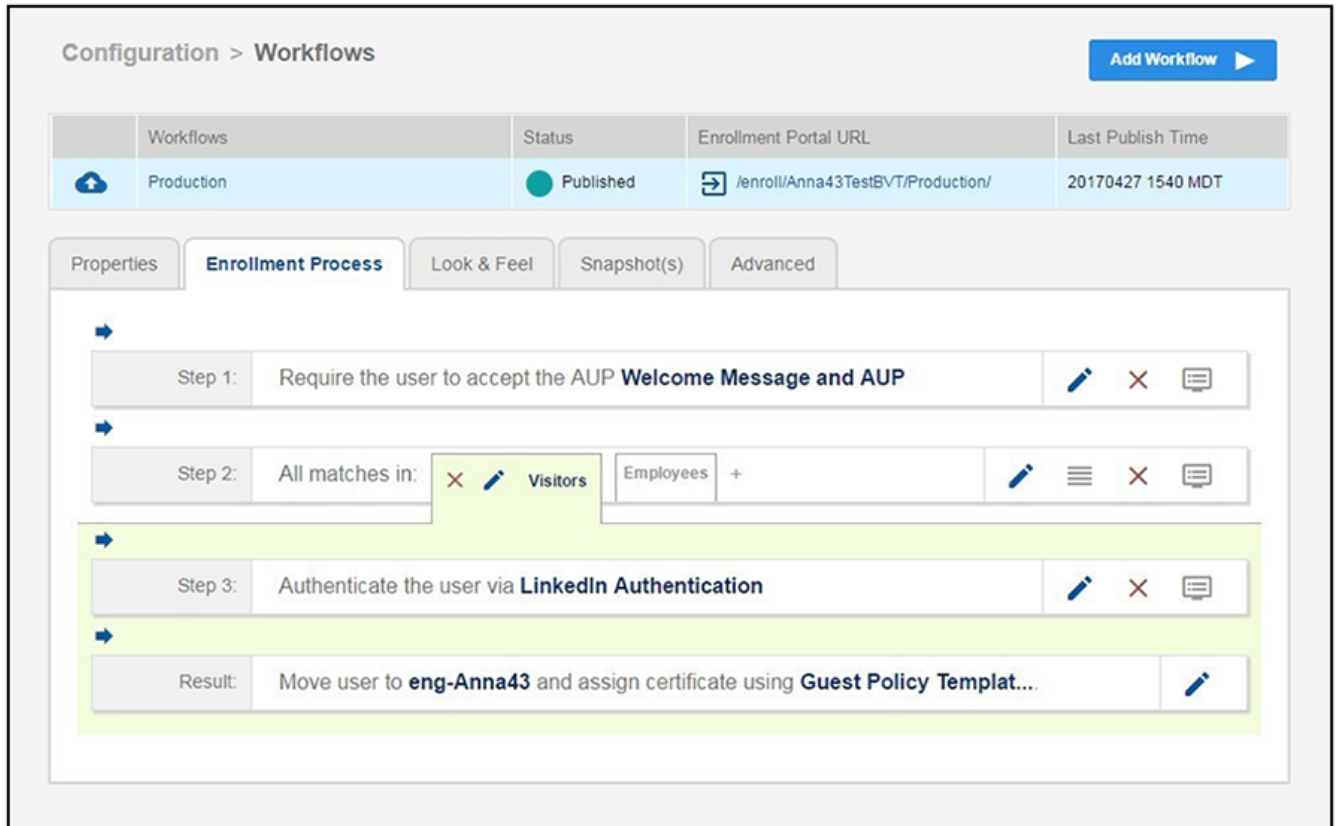 Configuration > Workflows
Add Workflow
Workflows Status Enrollment Portal URL Last Publish Time
Production Published /enroll/Anna43TestBVT/Production/ 20170427 1540 MDT
Properties Enrollment Process Look & Feel Snapshot(s) Advanced
Step 1: Require the user to accept the AUP Welcome Message and AUP
Step 2: All matches in: Visitors Employees +
Step 3: Authenticate the user via LinkedIn Authentication
Result: Move user to eng-Anna43 and assign certificate using Guest Policy Templat....